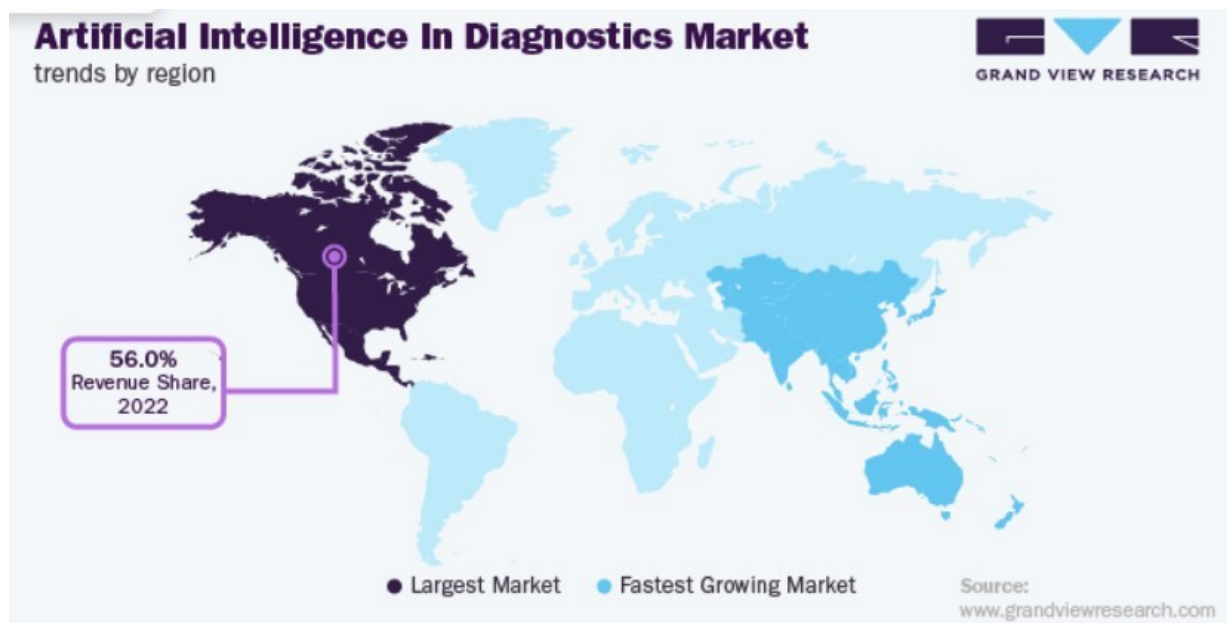 Artificial Intelligence In Diagnostics Market
trends by region
GRAND VIEW RESEARCH
56.0%
Revenue Share,
2022
Largest Market
Fastest Growing Market
Source:
www.grandviewresearch.com